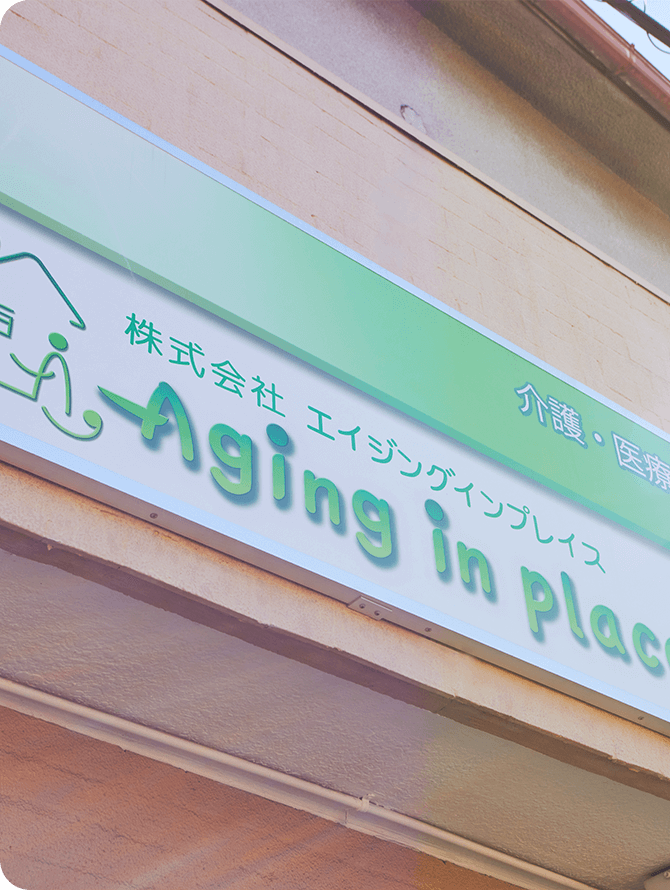 介護・医療
株式会社 エイジングインプレイス
Aging in place